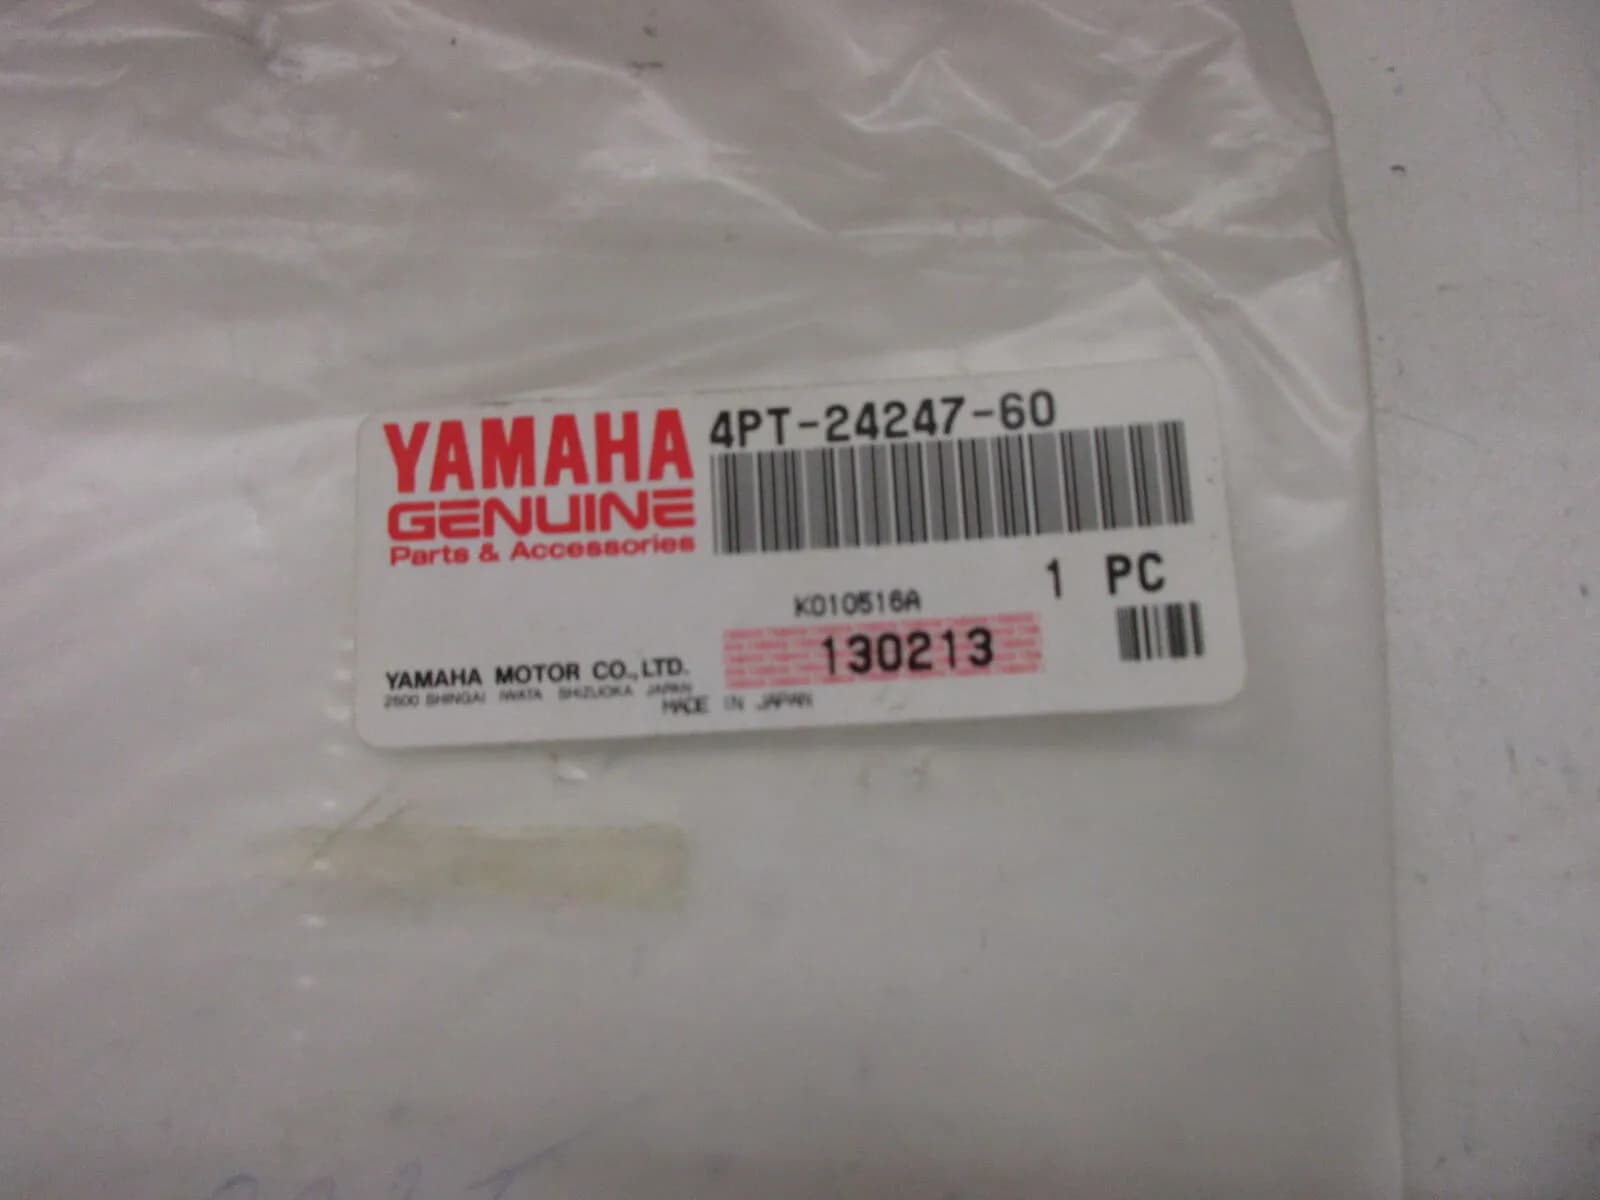 YAMAHA
GENUINE
Parts & Accessories
4PT-24247-60
1 PC
K010516A
130213
YAMAHA MOTOR CO., LTD.
2500 SHINGAI IWATA SHIZUOKA JAPAN
MADE IN JAPAN